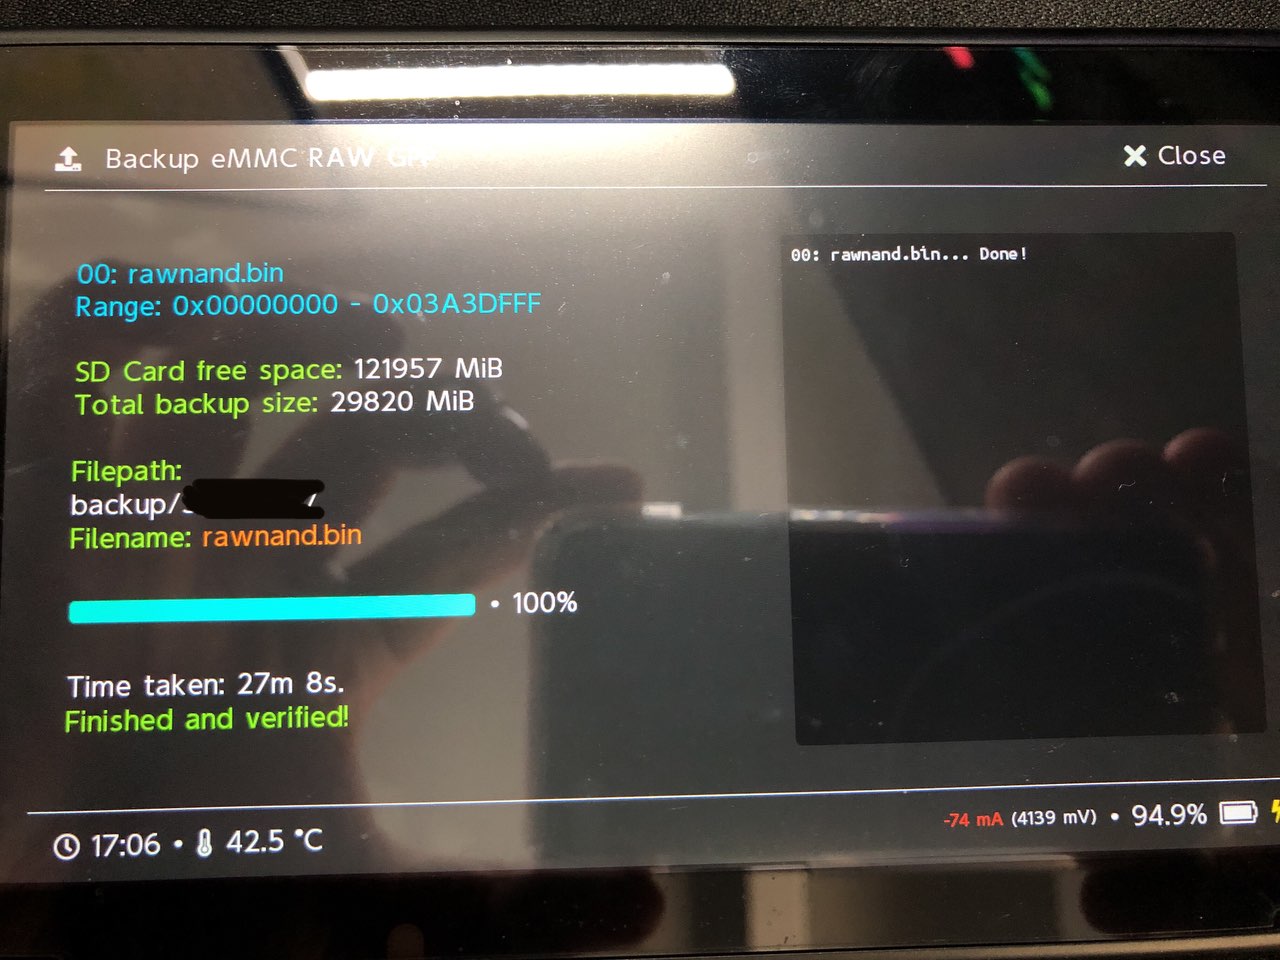 Backup eMMC RAW GPP
Close
00: rawnand.bin
Range: 0x00000000 - 0x03A3DFFF
SD Card free space: 121957 MiB
Total backup size: 29820 MiB
Filepath:
backup/
Filename: rawnand.bin
• 100%
Time taken: 27m 8s.
Finished and verified!
00: rawnand.bin... Done!
17:06 • 42.5 °C
-74 mA (4139 mV) • 94.9%